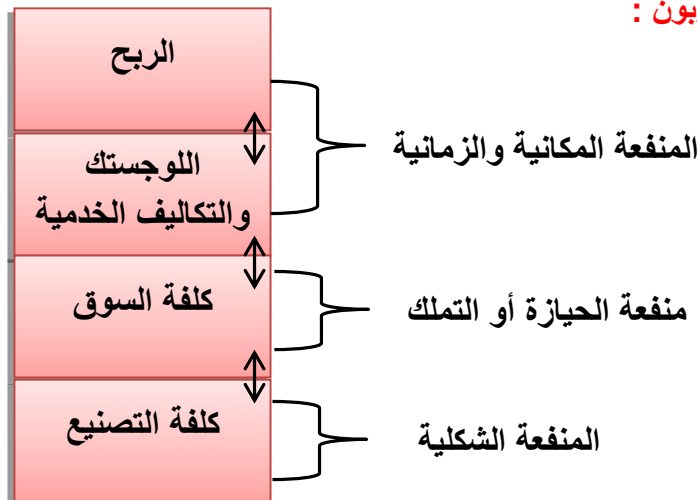 بون :
الربح
المنفعة المكانية والزمانية
اللوجستك
والتكاليف الخدمية
كلفة السوق
منفعة الحيازة أو التملك
كلفة التصنيع
المنفعة الشكلية